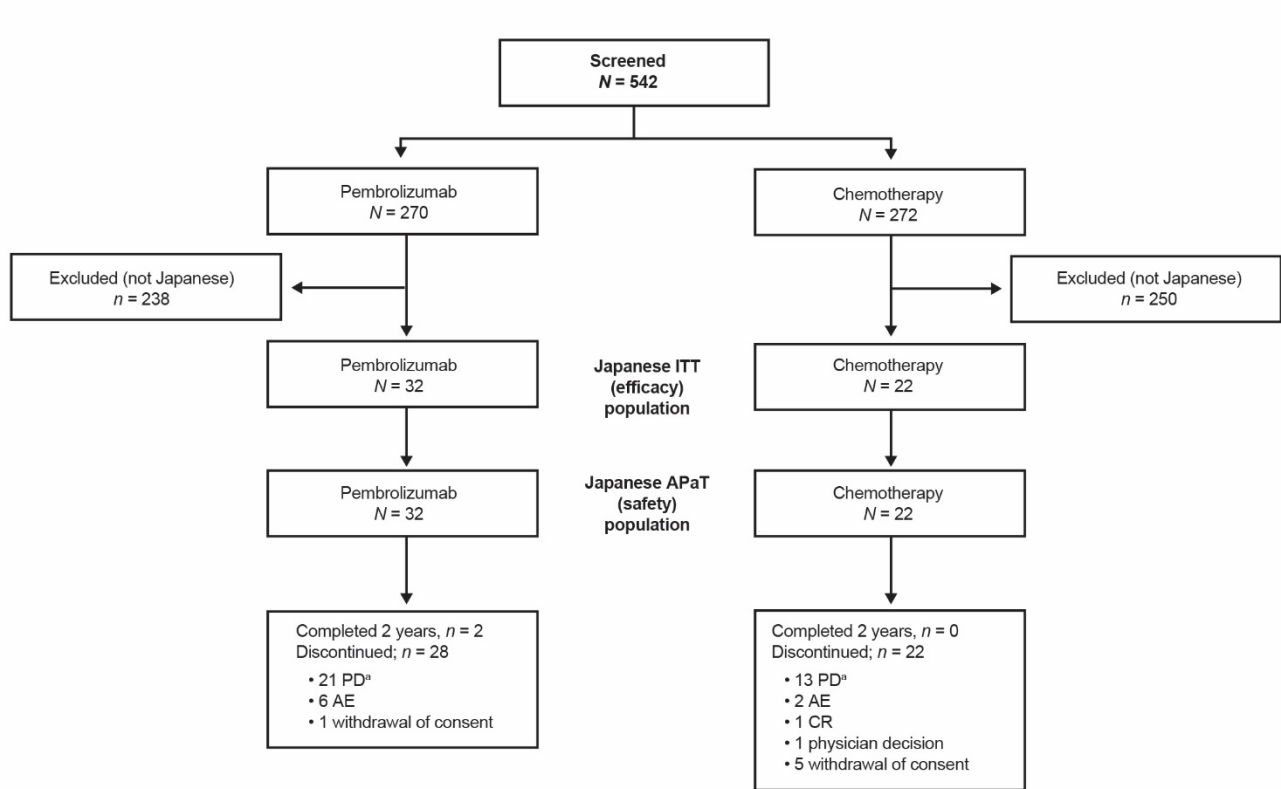 Screened
N = 542
Pembrolizumab
N = 270
Chemotherapy
N = 272
Excluded (not Japanese)
n = 238
Excluded (not Japanese)
n = 250
Pembrolizumab
N = 32
Japanese ITT
(efficacy)
population
Chemotherapy
N = 22
Pembrolizumab
N = 32
Japanese APaT
(safety)
population
Chemotherapy
N = 22
Completed 2 years, n = 2
Discontinued; n = 28
• 21 PDᵃ
• 6 AE
• 1 withdrawal of consent
Completed 2 years, n = 0
Discontinued; n = 22
• 13 PDᵃ
• 2 AE
• 1 CR
• 1 physician decision
• 5 withdrawal of consent